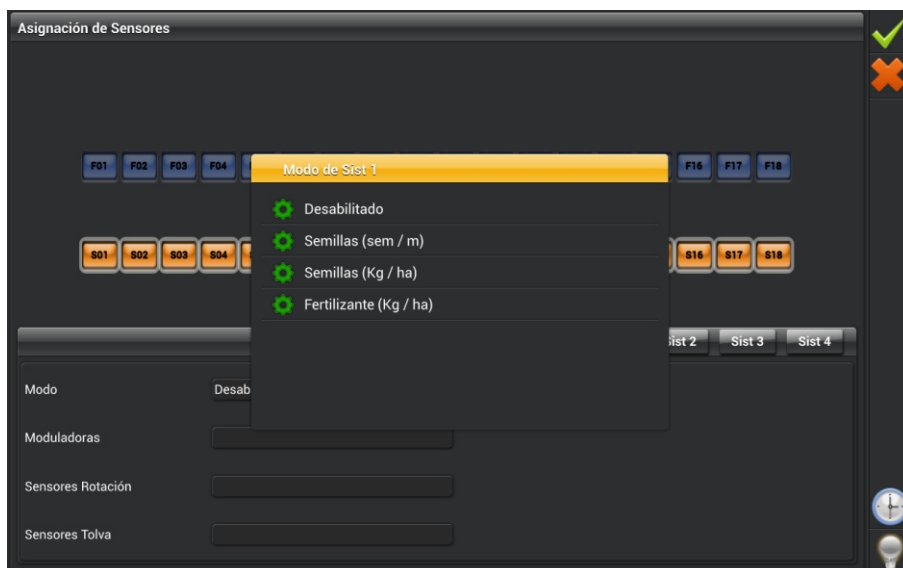 Asignación de Sensores
F01 F02 F03 F04 F16 F17 F18
Modo de Sist 1
Desabilitado
Semillas (sem / m)
S01 S02 S03 S04 S16 S17 S18
Semillas (Kg / ha)
Fertilizante (Kg / ha)
Sist 2 Sist 3 Sist 4
Modo Desab
Moduladoras
Sensores Rotación
Sensores Tolva